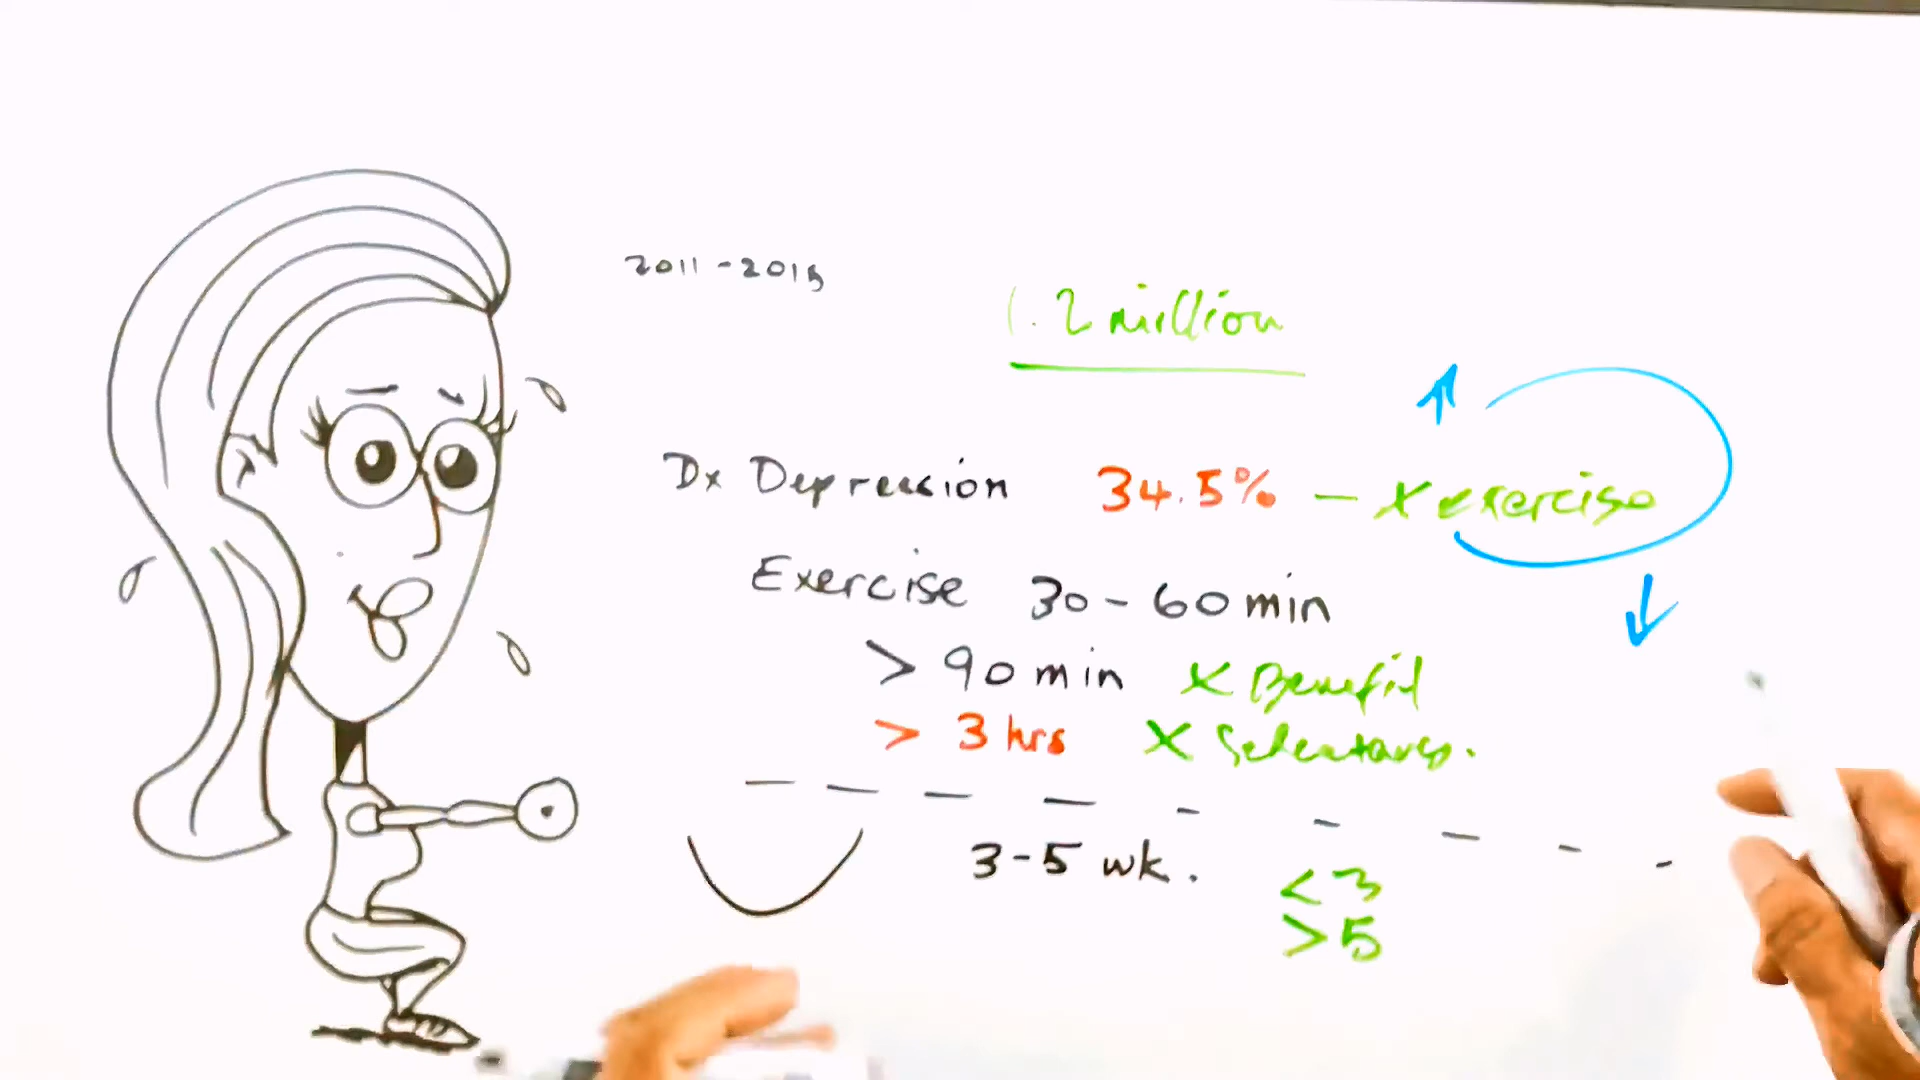 2011-2015
1.2 million
Dx Depression 34.5% - x exercise
Exercise 30-60 min
> 90 min x Benefit
> 3 hrs x Sedentary.
3-5 wk.
<3
>5